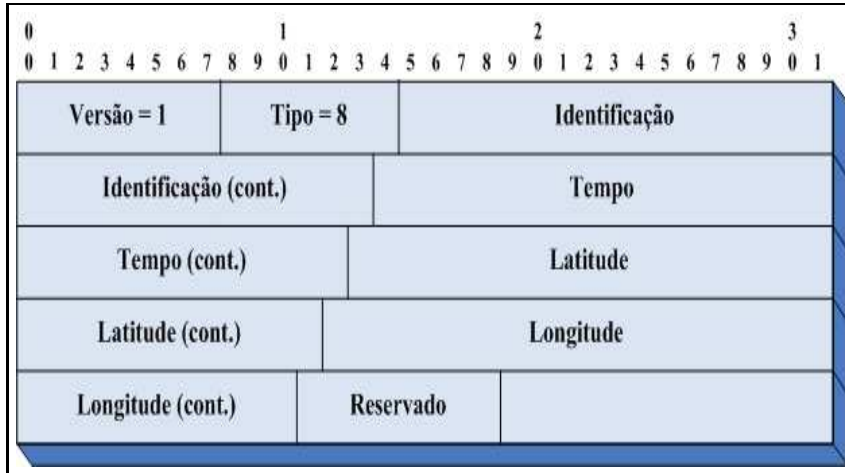 0 1 2 3
0 1 2 3 4 5 6 7 8 9 0 1 2 3 4 5 6 7 8 9 0 1 2 3 4 5 6 7 8 9 0 1
Versão = 1 Tipo = 8 Identificação
Identificação (cont.) Tempo
Tempo (cont.) Latitude
Latitude (cont.) Longitude
Longitude (cont.) Reservado